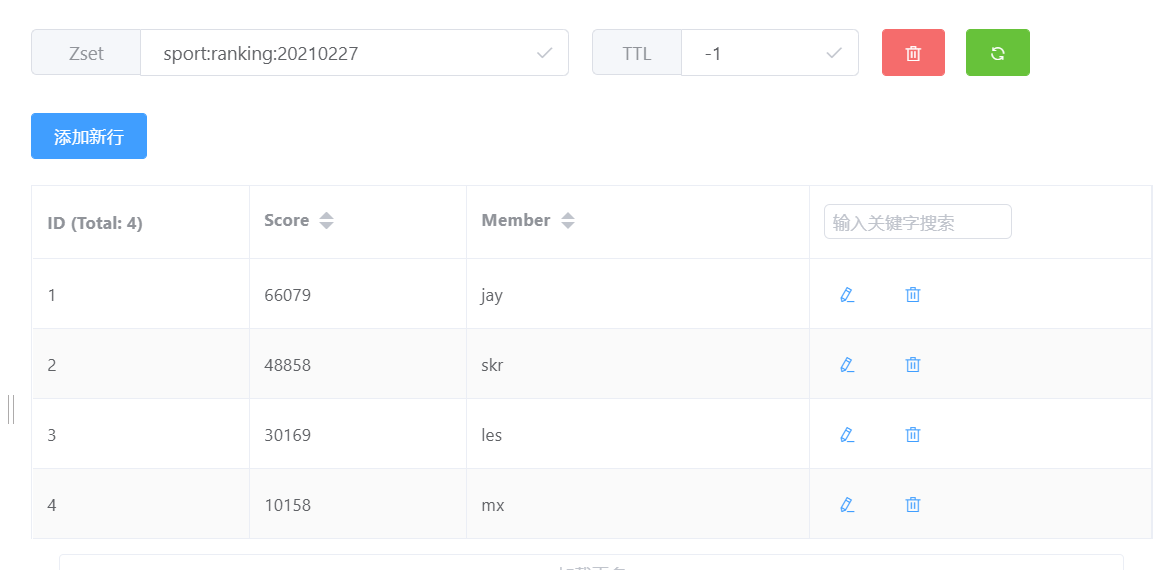 Zset sport:ranking:20210227 TTL -1
添加新行
ID (Total: 4) Score Member 输入关键字搜索
1 66079 jay
2 48858 skr
3 30169 les
4 10158 mx